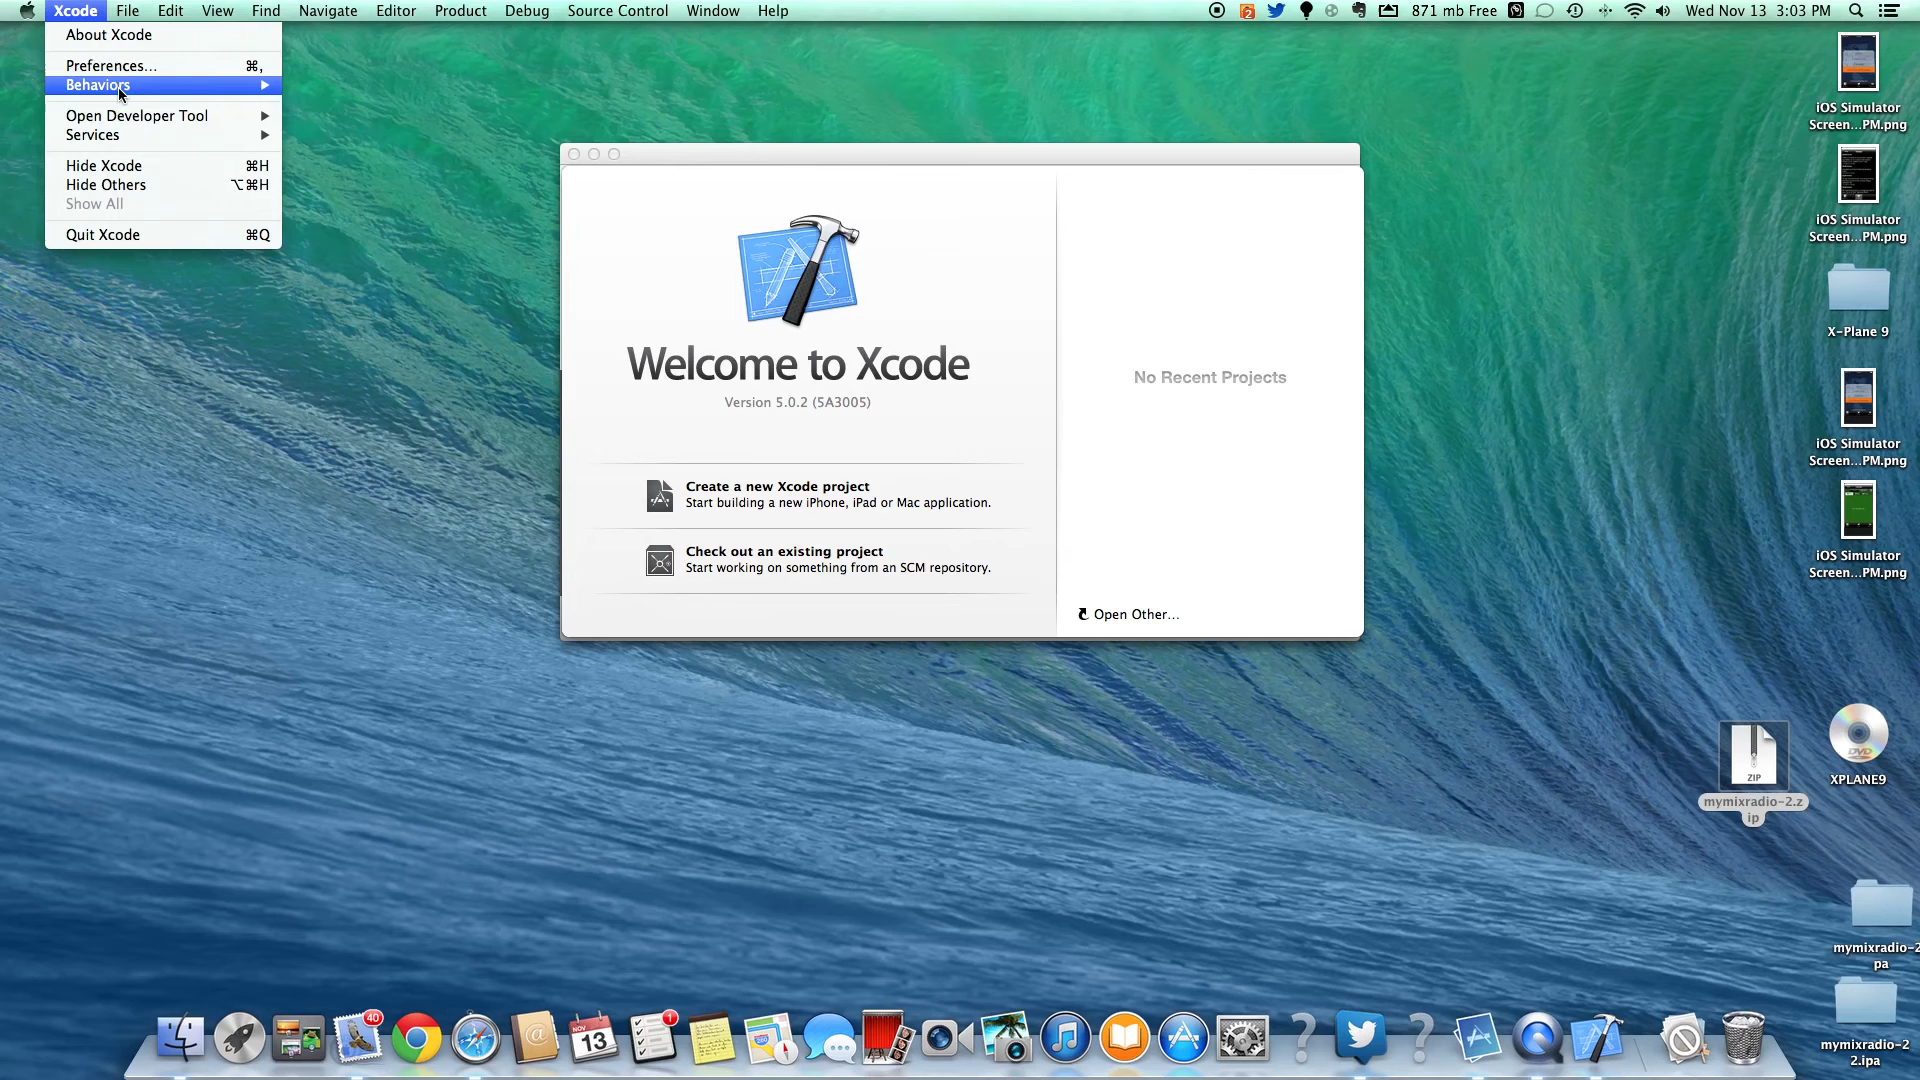 Xcode File Edit View Find Navigate Editor Product Debug Source Control Window Help
2 871 mb Free Wed Nov 13 3:03 PM
About Xcode
Preferences... ⌘,
Behaviors
Open Developer Tool
Services
Hide Xcode ⌘H
Hide Others ⌥⌘H
Show All
Quit Xcode ⌘Q
Welcome to Xcode
Version 5.0.2 (5A3005)
Create a new Xcode project
Start building a new iPhone, iPad or Mac application.
Check out an existing project
Start working on something from an SCM repository.
No Recent Projects
Open Other...
iOS Simulator
Screen...PM.png
iOS Simulator
Screen...PM.png
X-Plane 9
iOS Simulator
Screen...PM.png
iOS Simulator
Screen...PM.png
ZIP
mymixradio-2.z
ip
DVD
XPLANE9
mymixradio-2
pa
mymixradio-2
2.ipa
40
NOV
13
1